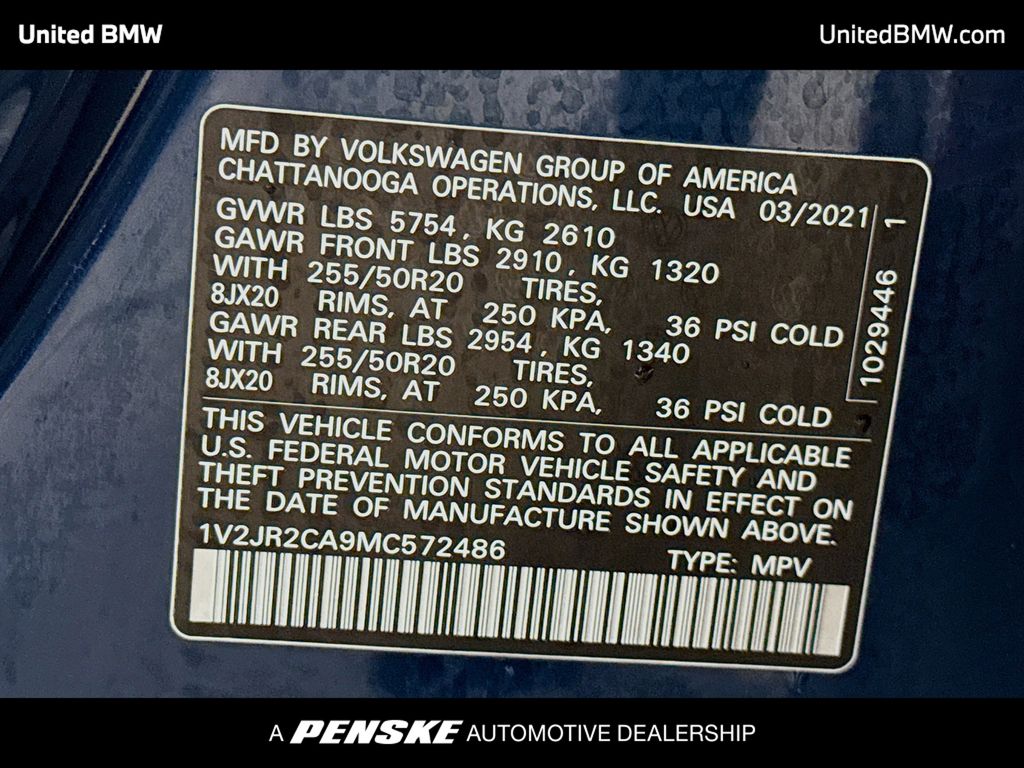 United BMW
UnitedBMW.com
MFD BY VOLKSWAGEN GROUP OF AMERICA
CHATTANOOGA OPERATIONS, LLC. USA 03/2021
GVWR LBS 5754, KG 2610
GAWR FRONT LBS 2910, KG 1320
WITH 255/50R20 TIRES,
8JX20 RIMS, AT 250 KPA, 36 PSI COLD
GAWR REAR LBS 2954, KG 1340
WITH 255/50R20 TIRES,
8JX20 RIMS, AT 250 KPA, 36 PSI COLD
1029446 1
THIS VEHICLE CONFORMS TO ALL APPLICABLE
U.S. FEDERAL MOTOR VEHICLE SAFETY AND
THEFT PREVENTION STANDARDS IN EFFECT ON
THE DATE OF MANUFACTURE SHOWN ABOVE.
1V2JR2CA9MC572486 TYPE: MPV
A PENSKE AUTOMOTIVE DEALERSHIP